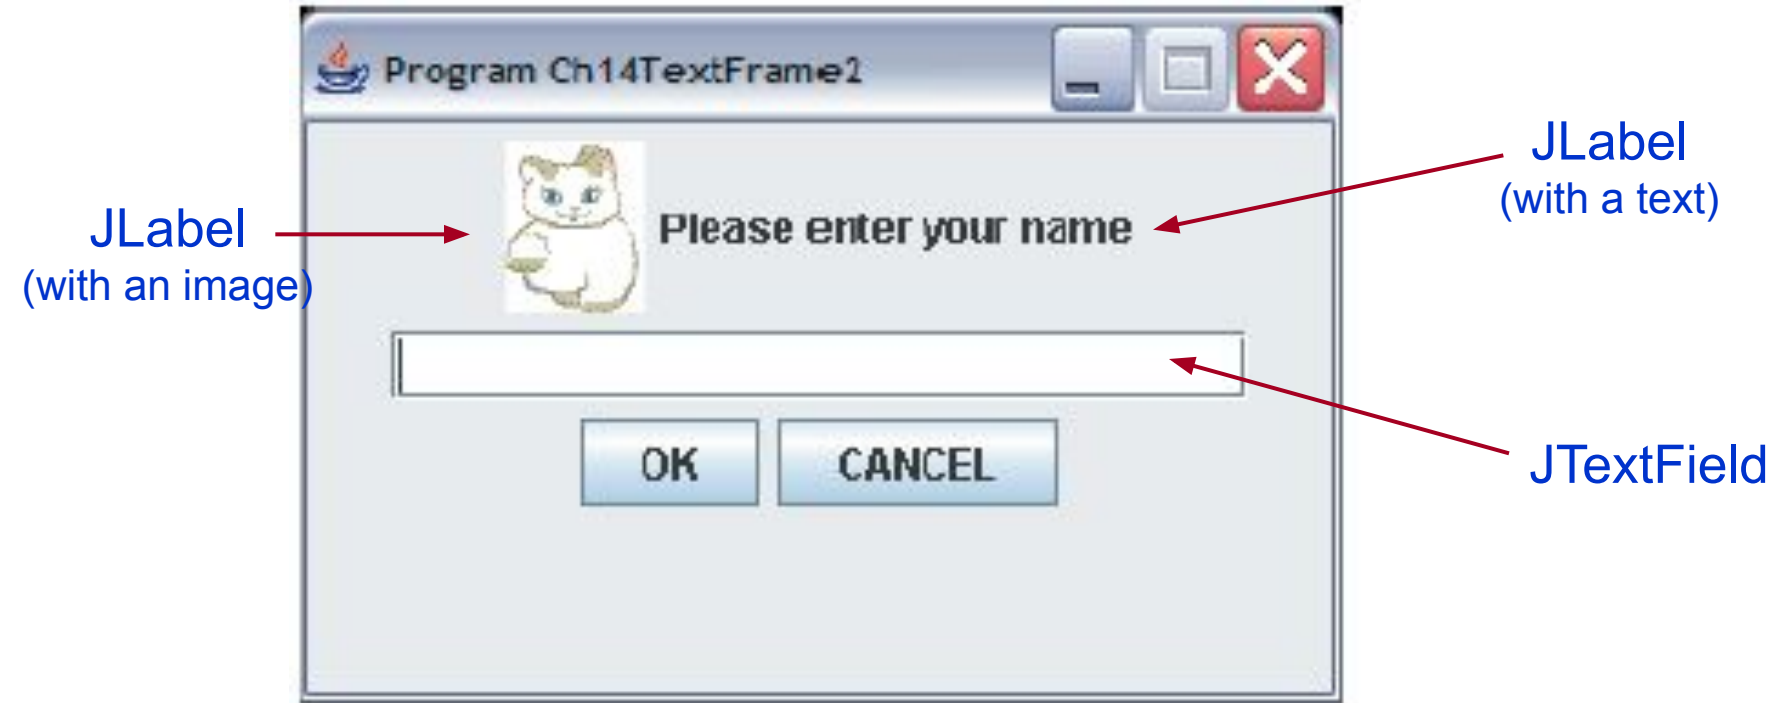 Program Ch14TextFrame2
JLabel
(with a text)
JLabel
(with an image)
Please enter your name
OK
CANCEL
JTextField